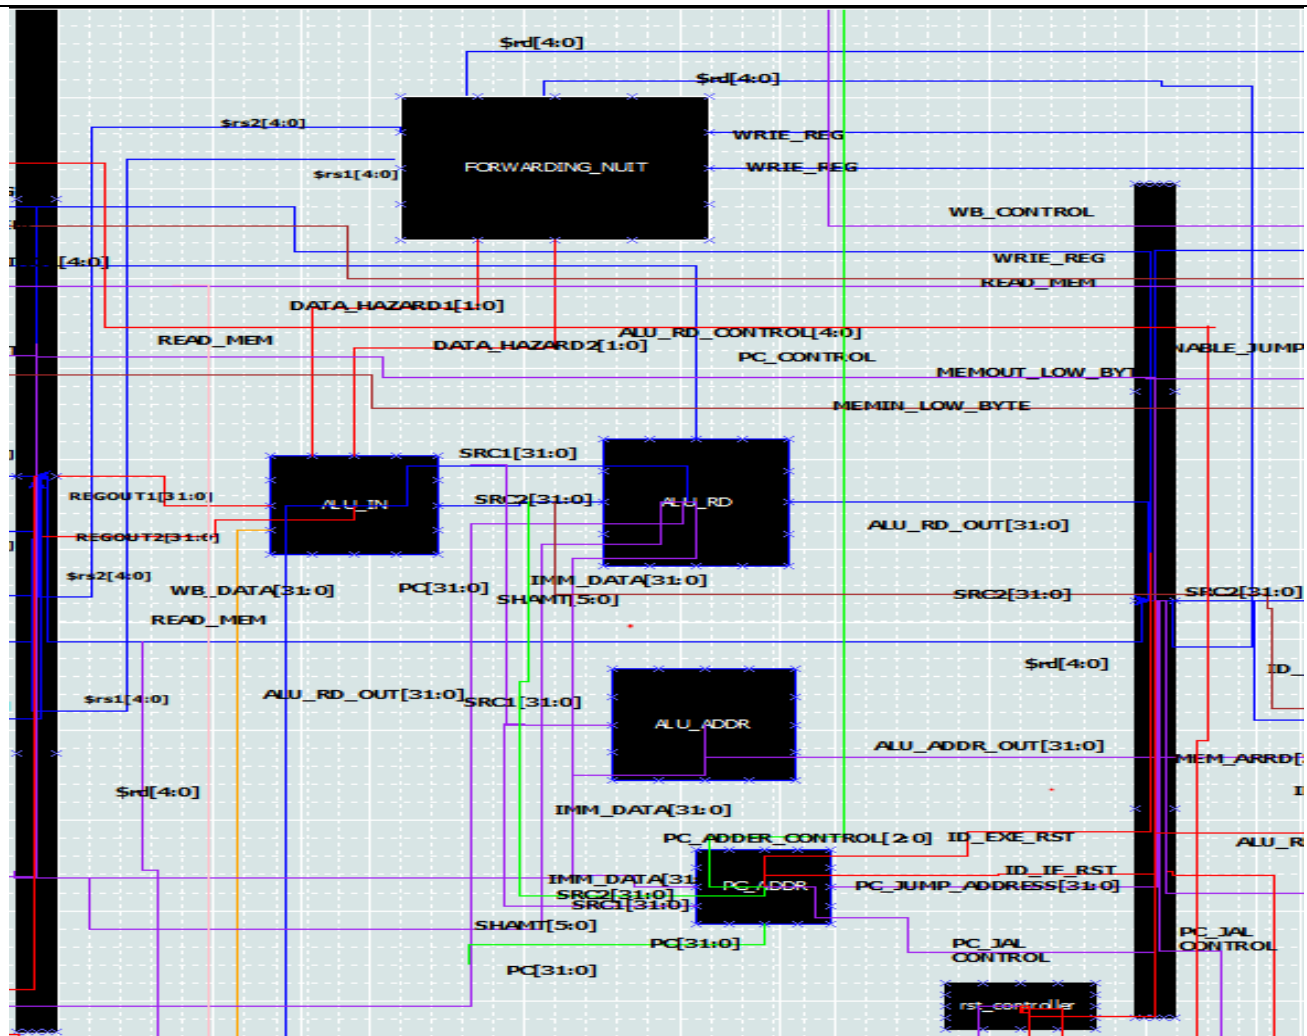 $rd[4:0]
$rd[4:0]
$rs2[4:0]
WRIE_REG
FORWARDING_NUIT
WRIE_REG
$rs1[4:0]
WB_CONTROL
WRIE_REG
[4:0]
READ_MEM
DATA_HAZARD1[1:0]
ALU_RD_CONTROL[4:0]
READ_MEM
DATA_HAZARD2[1:0]
NABLE_JUMP
PC_CONTROL
MEMOUT_LOW_BYT
MEMIN_LOW_BYTE
SRC1[31:0]
REGOUT1[31:0]
SRC2[31:0]
ALU_IN
ALU_RD
ALU_RD_OUT[31:0]
REGOUT2[31:0]
$rs2[4:0]
IMM_DATA[31:0]
WB_DATA[31:0]
PC[31:0]
SHAMT[5:0]
SRC2[31:0]
SRC2[31:0]
READ_MEM
$rd[4:0]
ID_
ALU_RD_OUT[31:0]
$rs1[4:0]
SRC1[31:0]
ALU_ADDR
ALU_ADDR_OUT[31:0]
MEM_ARRD[
$rd[4:0]
IMM_DATA[31:0]
PC_ADDER_CONTROL[2:0]
ID_EXE_RST
ALU_R
ID_IF_RST
IMM_DATA[31:
PC_ADDR
PC_JUMP_ADDRESS[31:0]
SRC2[31:0]
SRC1[31:0]
SHAMT[5:0]
PC_JAL
CONTROL
PC[31:0]
PC_JAL
CONTROL
PC[31:0]
rst_controller